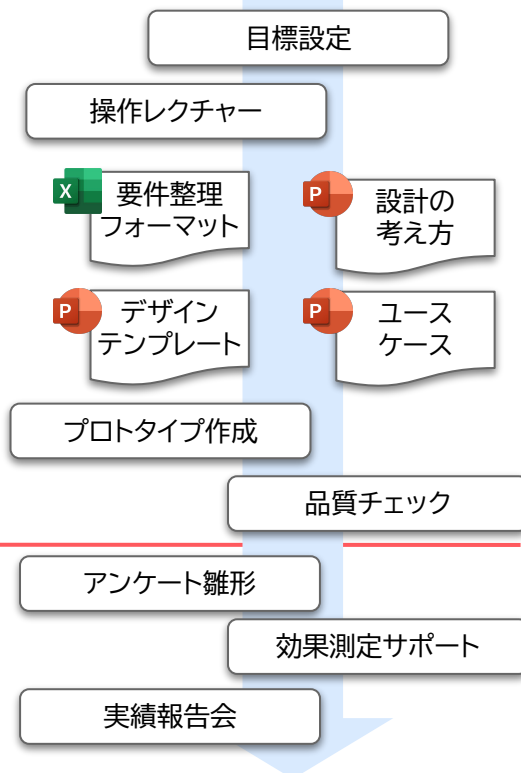 目標設定
操作レクチャー
X
要件整理
フォーマット
P
設計の
考え方
P
デザイン
テンプレート
P
ユース
ケース
プロトタイプ作成
品質チェック
アンケート雛形
効果測定サポート
実績報告会